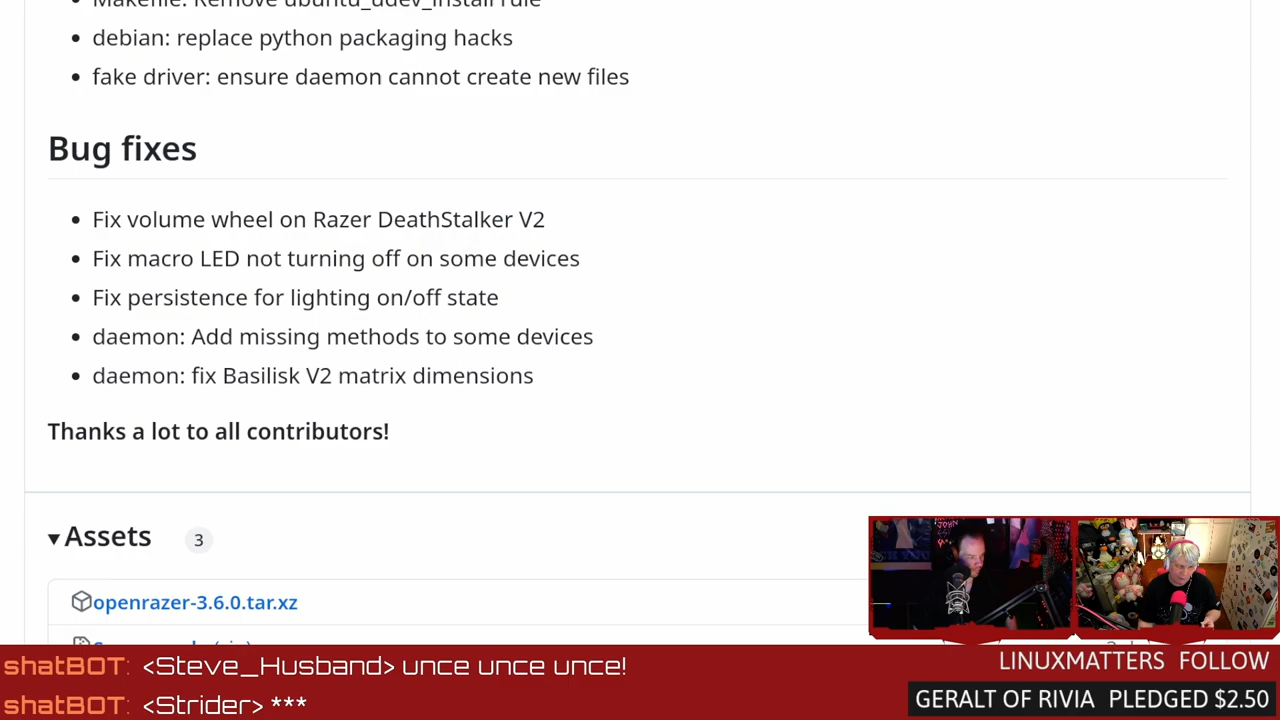 Makefile: Remove ubuntu_udev_install rule
debian: replace python packaging hacks
fake driver: ensure daemon cannot create new files
Bug fixes
Fix volume wheel on Razer DeathStalker V2
Fix macro LED not turning off on some devices
Fix persistence for lighting on/off state
daemon: Add missing methods to some devices
daemon: fix Basilisk V2 matrix dimensions
Thanks a lot to all contributors!
Assets 3
openrazer-3.6.0.tar.xz
shatBOT: <Steve_Husband> unce unce unce!
shatBOT: <Strider> ***
LINUXMATTERS FOLLOW
GERALT OF RIVIA PLEDGED $2.50